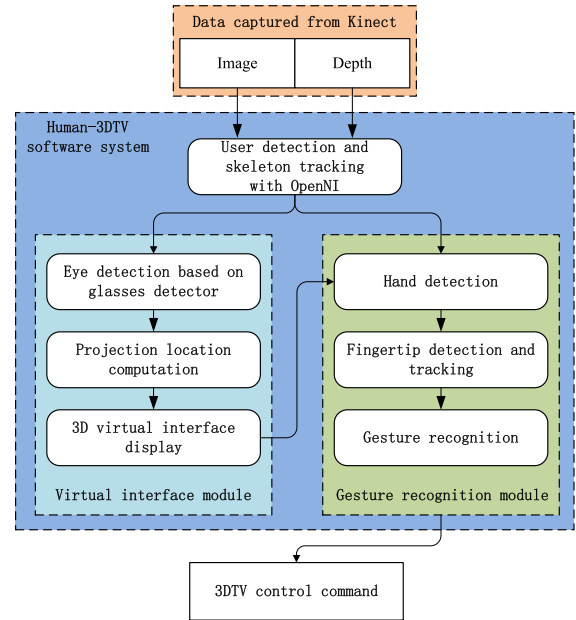 Data captured from Kinect
Image
Depth
Human-3DTV
software system
User detection and
skeleton tracking
with OpenNI
Eye detection based on
glasses detector
Projection location
computation
3D virtual interface
display
Virtual interface module
Hand detection
Fingertip detection and
tracking
Gesture recognition
Gesture recognition module
3DTV control command